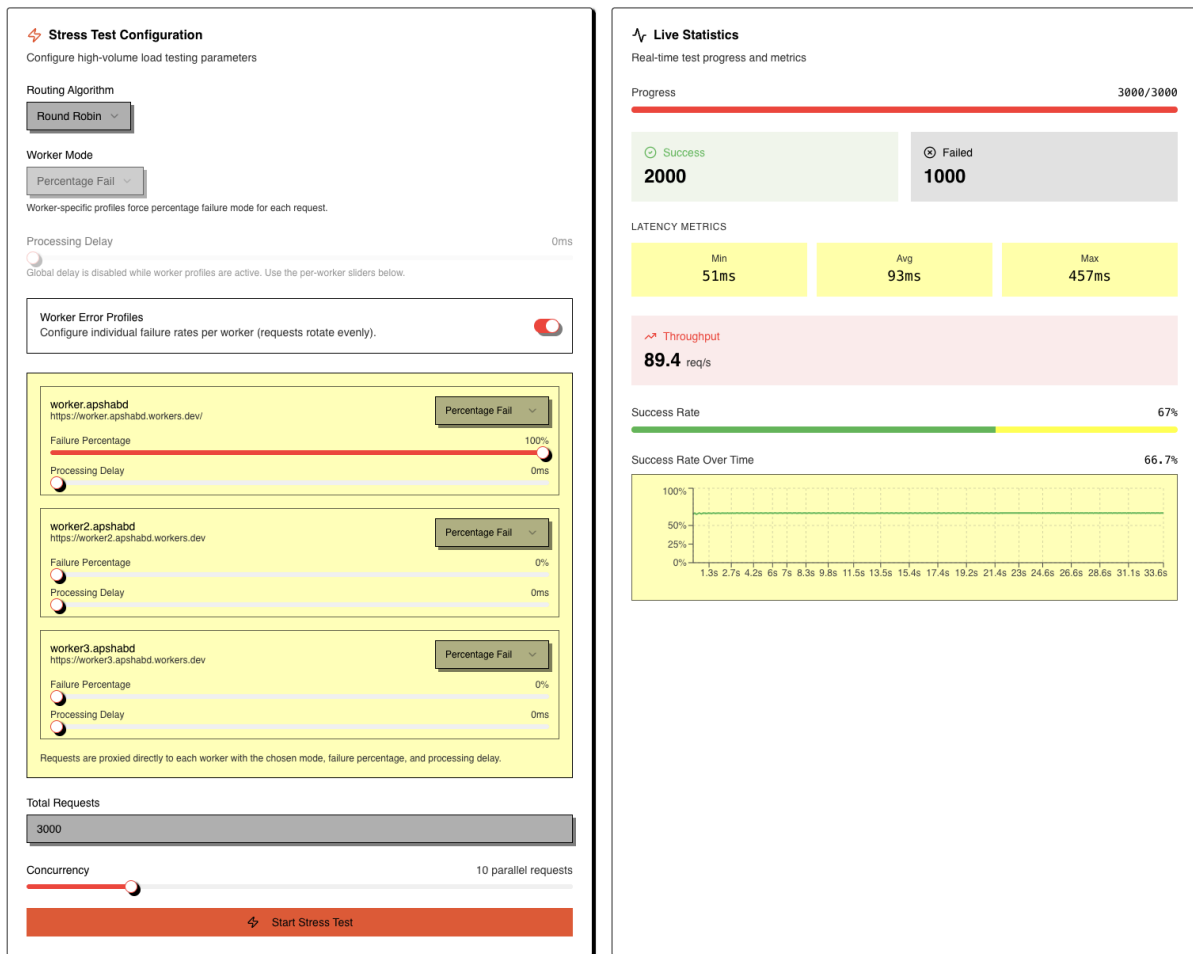 Stress Test Configuration
Configure high-volume load testing parameters
Routing Algorithm
Round Robin
Worker Mode
Percentage Fail
Worker-specific profiles force percentage failure mode for each request.
Processing Delay 0ms
Global delay is disabled while worker profiles are active. Use the per-worker sliders below.
Worker Error Profiles
Configure individual failure rates per worker (requests rotate evenly).
worker.apshabd
https://worker.apshabd.workers.dev/
Percentage Fail
Failure Percentage 100%
Processing Delay 0ms
worker2.apshabd
https://worker2.apshabd.workers.dev
Percentage Fail
Failure Percentage 0%
Processing Delay 0ms
worker3.apshabd
https://worker3.apshabd.workers.dev
Percentage Fail
Failure Percentage 0%
Processing Delay 0ms
Requests are proxied directly to each worker with the chosen mode, failure percentage, and processing delay.
Total Requests
3000
Concurrency 10 parallel requests
Start Stress Test
Live Statistics
Real-time test progress and metrics
Progress 3000/3000
Success
2000
Failed
1000
LATENCY METRICS
Min
51ms
Avg
93ms
Max
457ms
Throughput
89.4 req/s
Success Rate 67%
Success Rate Over Time 66.7%
100%
50%
25%
0%
1.3s 2.7s 4.2s 6s 7s 8.3s 9.8s 11.5s 13.5s 15.4s 17.4s 19.2s 21.4s 23s 24.6s 26.6s 28.6s 31.1s 33.6s